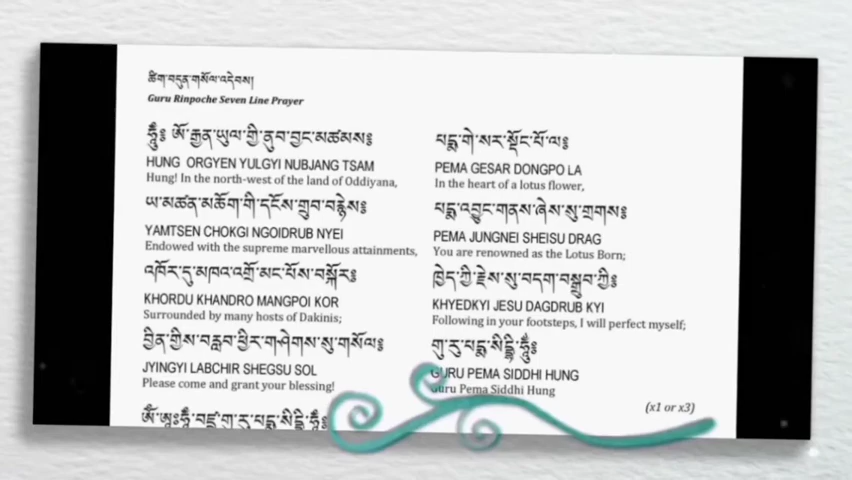 ཚིག་བདུན་གསོལ་འདེབས།
Guru Rinpoche Seven Line Prayer
ཧཱུྃ༔ ཨོ་རྒྱན་ཡུལ་གྱི་ནུབ་བྱང་མཚམས༔
HUNG ORGYEN YULGYI NUBJANG TSAM
Hung! In the north-west of the land of Oddiyana,
པདྨ་གེ་སར་སྡོང་པོ་ལ༔
PEMA GESAR DONGPO LA
In the heart of a lotus flower,
ཡ་མཚན་མཆོག་གི་དངོས་གྲུབ་བརྙེས༔
YAMTSEN CHOKGI NGOIDRUB NYEI
Endowed with the supreme marvellous attainments,
པདྨ་འབྱུང་གནས་ཞེས་སུ་གྲགས༔
PEMA JUNGNEI SHEISU DRAG
You are renowned as the Lotus Born;
འཁོར་དུ་མཁའ་འགྲོ་མང་པོས་བསྐོར༔
KHORDU KHANDRO MANGPOI KOR
Surrounded by many hosts of Dakinis;
ཁྱེད་ཀྱི་རྗེས་སུ་བདག་བསྒྲུབ་ཀྱི༔
KHYEDKYI JESU DAGDRUB KYI
Following in your footsteps, I will perfect myself;
བྱིན་གྱིས་བརླབ་ཕྱིར་གཤེགས་སུ་གསོལ༔
JYINGYI LABCHIR SHEGSU SOL
Please come and grant your blessing!
གུ་རུ་པདྨ་སིདྡྷི་ཧཱུྃ༔
GURU PEMA SIDDHI HUNG
Guru Pema Siddhi Hung
(x1 or x3)
ཨོཾ་ཨཱཿཧཱུྃ་བཛྲ་གུ་རུ་པདྨ་སིདྡྷི་ཧཱུྃ༔